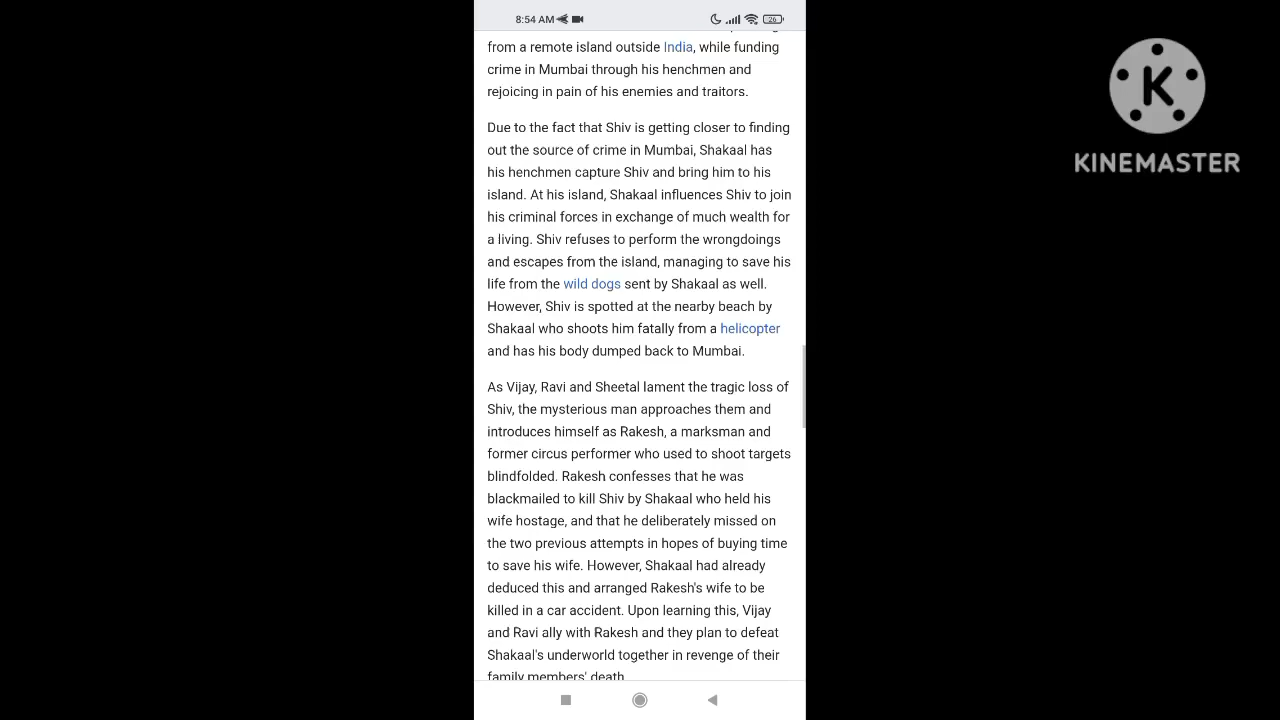 8:54 AM
26
from a remote island outside India, while funding
crime in Mumbai through his henchmen and
rejoicing in pain of his enemies and traitors.
Due to the fact that Shiv is getting closer to finding
out the source of crime in Mumbai, Shakaal has
his henchmen capture Shiv and bring him to his
island. At his island, Shakaal influences Shiv to join
his criminal forces in exchange of much wealth for
a living. Shiv refuses to perform the wrongdoings
and escapes from the island, managing to save his
life from the wild dogs sent by Shakaal as well.
However, Shiv is spotted at the nearby beach by
Shakaal who shoots him fatally from a helicopter
and has his body dumped back to Mumbai.
As Vijay, Ravi and Sheetal lament the tragic loss of
Shiv, the mysterious man approaches them and
introduces himself as Rakesh, a marksman and
former circus performer who used to shoot targets
blindfolded. Rakesh confesses that he was
blackmailed to kill Shiv by Shakaal who held his
wife hostage, and that he deliberately missed on
the two previous attempts in hopes of buying time
to save his wife. However, Shakaal had already
deduced this and arranged Rakesh's wife to be
killed in a car accident. Upon learning this, Vijay
and Ravi ally with Rakesh and they plan to defeat
Shakaal's underworld together in revenge of their
family members' death
K
KINEMASTER